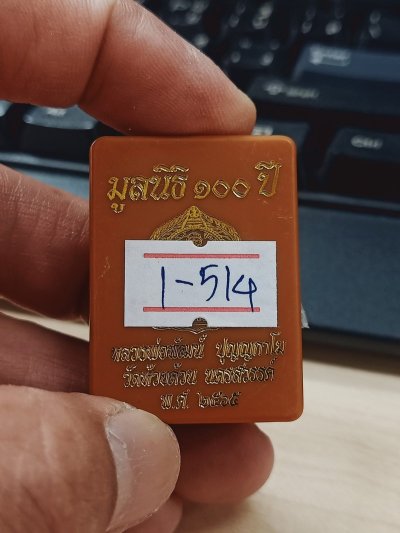 มูลนิธิ ๑๐๐ ปี
1-514
หลวงพ่อพัฒน์ ปุญฺญกาโม
วัดห้วยด้วน นครสวรรค์
พ.ศ. ๒๕๖๕